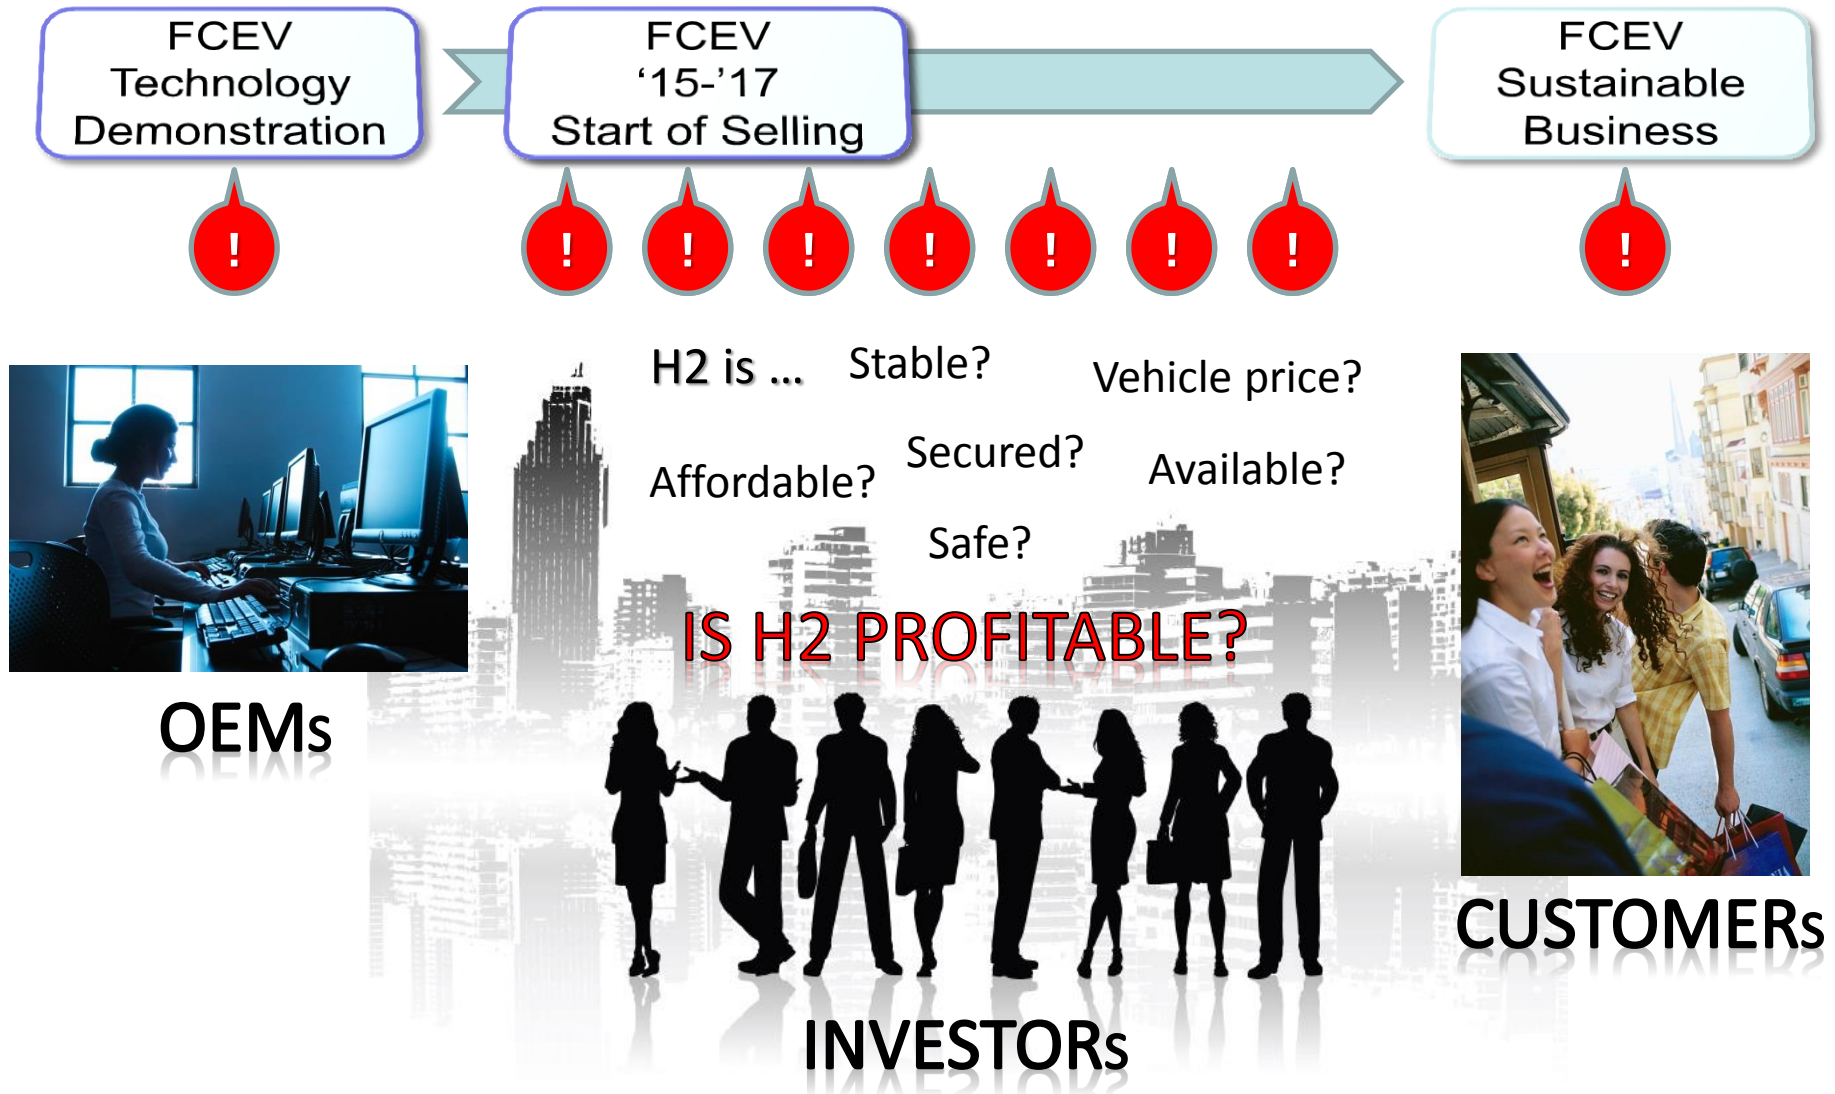 FCEV
Technology
Demonstration
FCEV
‘15-’17
Start of Selling
FCEV
Sustainable
Business
!
!
!
!
!
!
!
!
!
H2 is ...
Stable?
Vehicle price?
Affordable?
Secured?
Available?
Safe?
IS H2 PROFITABLE?
OEMs
CUSTOMERs
INVESTORs